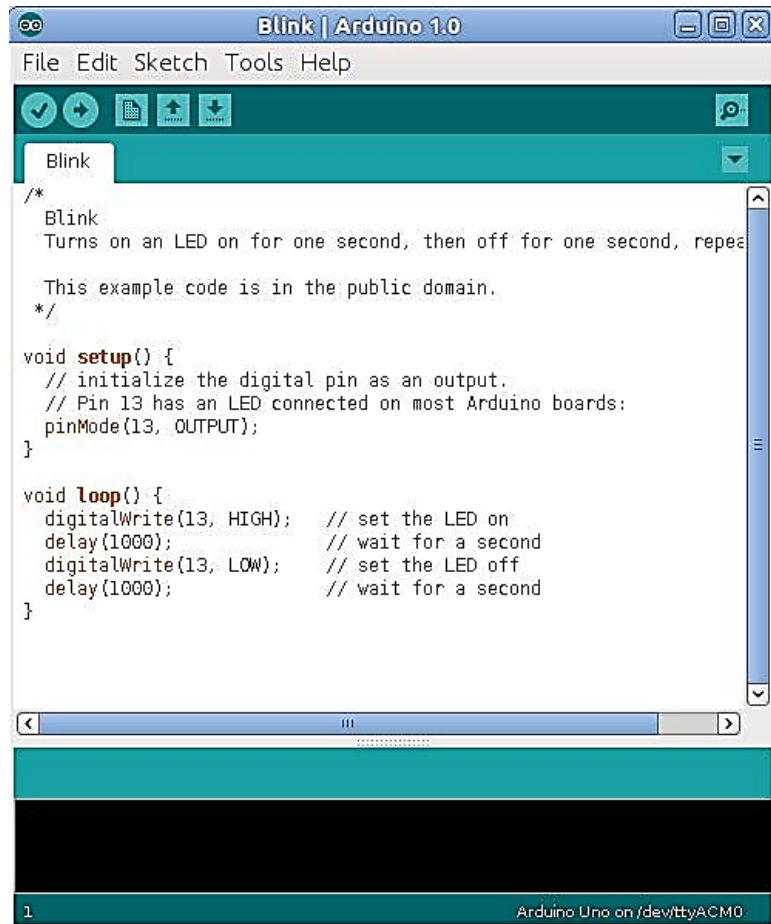 Blink | Arduino 1.0
File Edit Sketch Tools Help
Blink
/*
  Blink
  Turns on an LED on for one second, then off for one second, repea

  This example code is in the public domain.
 */

void setup() {
  // initialize the digital pin as an output.
  // Pin 13 has an LED connected on most Arduino boards:
  pinMode(13, OUTPUT);
}

void loop() {
  digitalWrite(13, HIGH);   // set the LED on
  delay(1000);              // wait for a second
  digitalWrite(13, LOW);    // set the LED off
  delay(1000);              // wait for a second
}
1
Arduino Uno on /dev/ttyACM0